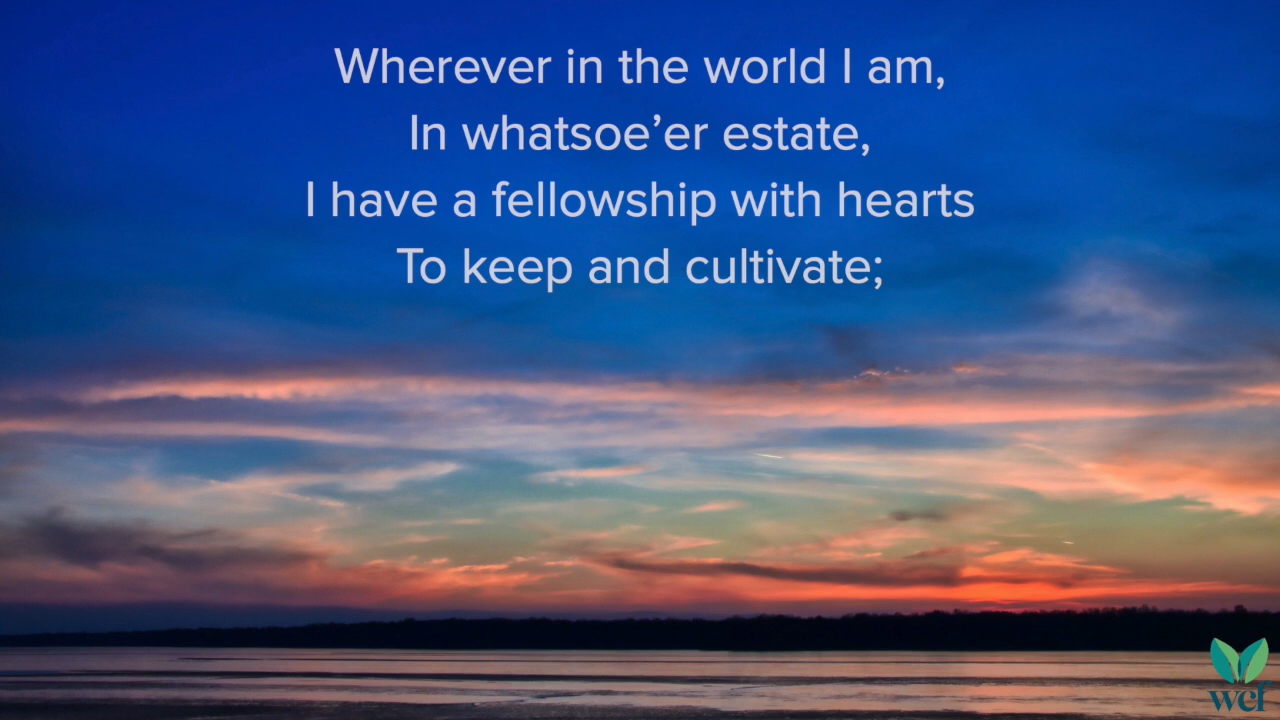 Wherever in the world I am,
In whatsoe’er estate,
I have a fellowship with hearts
To keep and cultivate;
wef